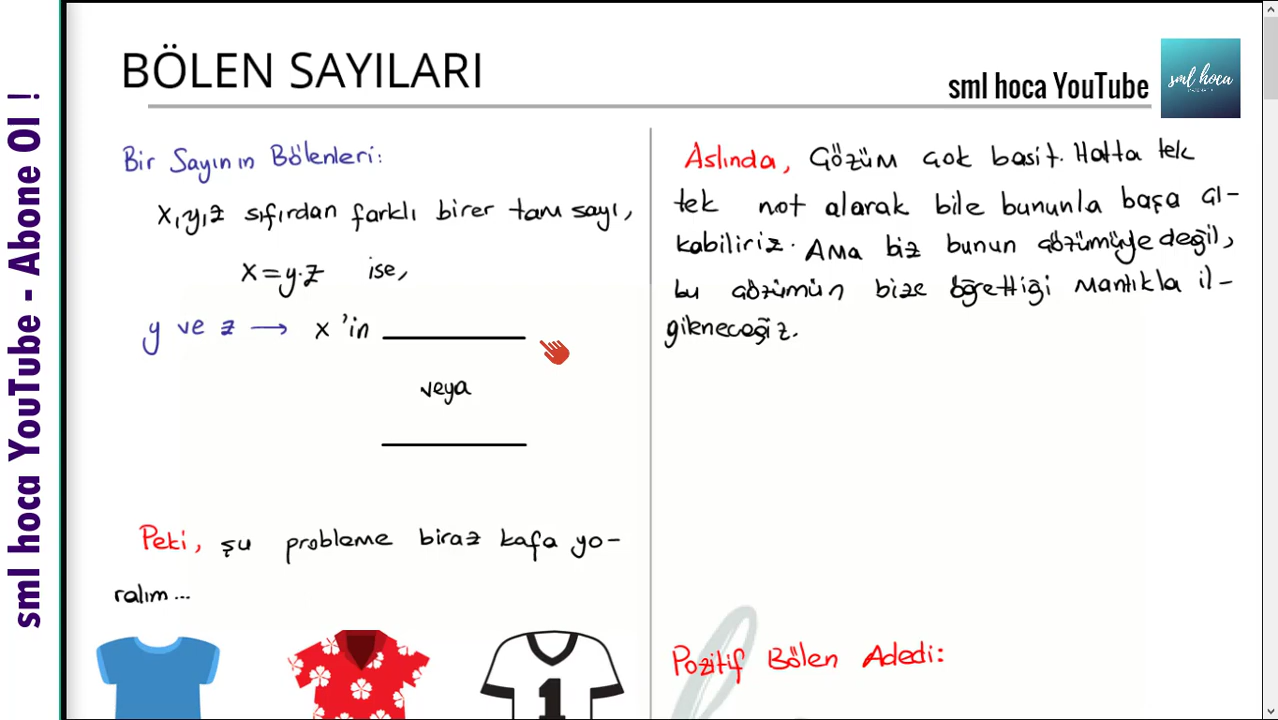 sml hoca YouTube - Abone Ol !
BÖLEN SAYILARI
sml hoca YouTube
sml hoca
Bir Sayının Bölenleri:
x,y,z sıfırdan farklı birer tam sayı,
x=y.z ise,
y ve z → x 'in
veya
Peki, şu probleme biraz kafa yo-
ralım...
1
Aslında, Çözüm çok basit. Hatta tek
tek not alarak bile bununla başa çı-
kabiliriz. Ama biz bunun çözümüyle değil,
bu çözümün bize öğrettiği mantıkla il-
gileneceğiz.
Pozitif Bölen Adedi: